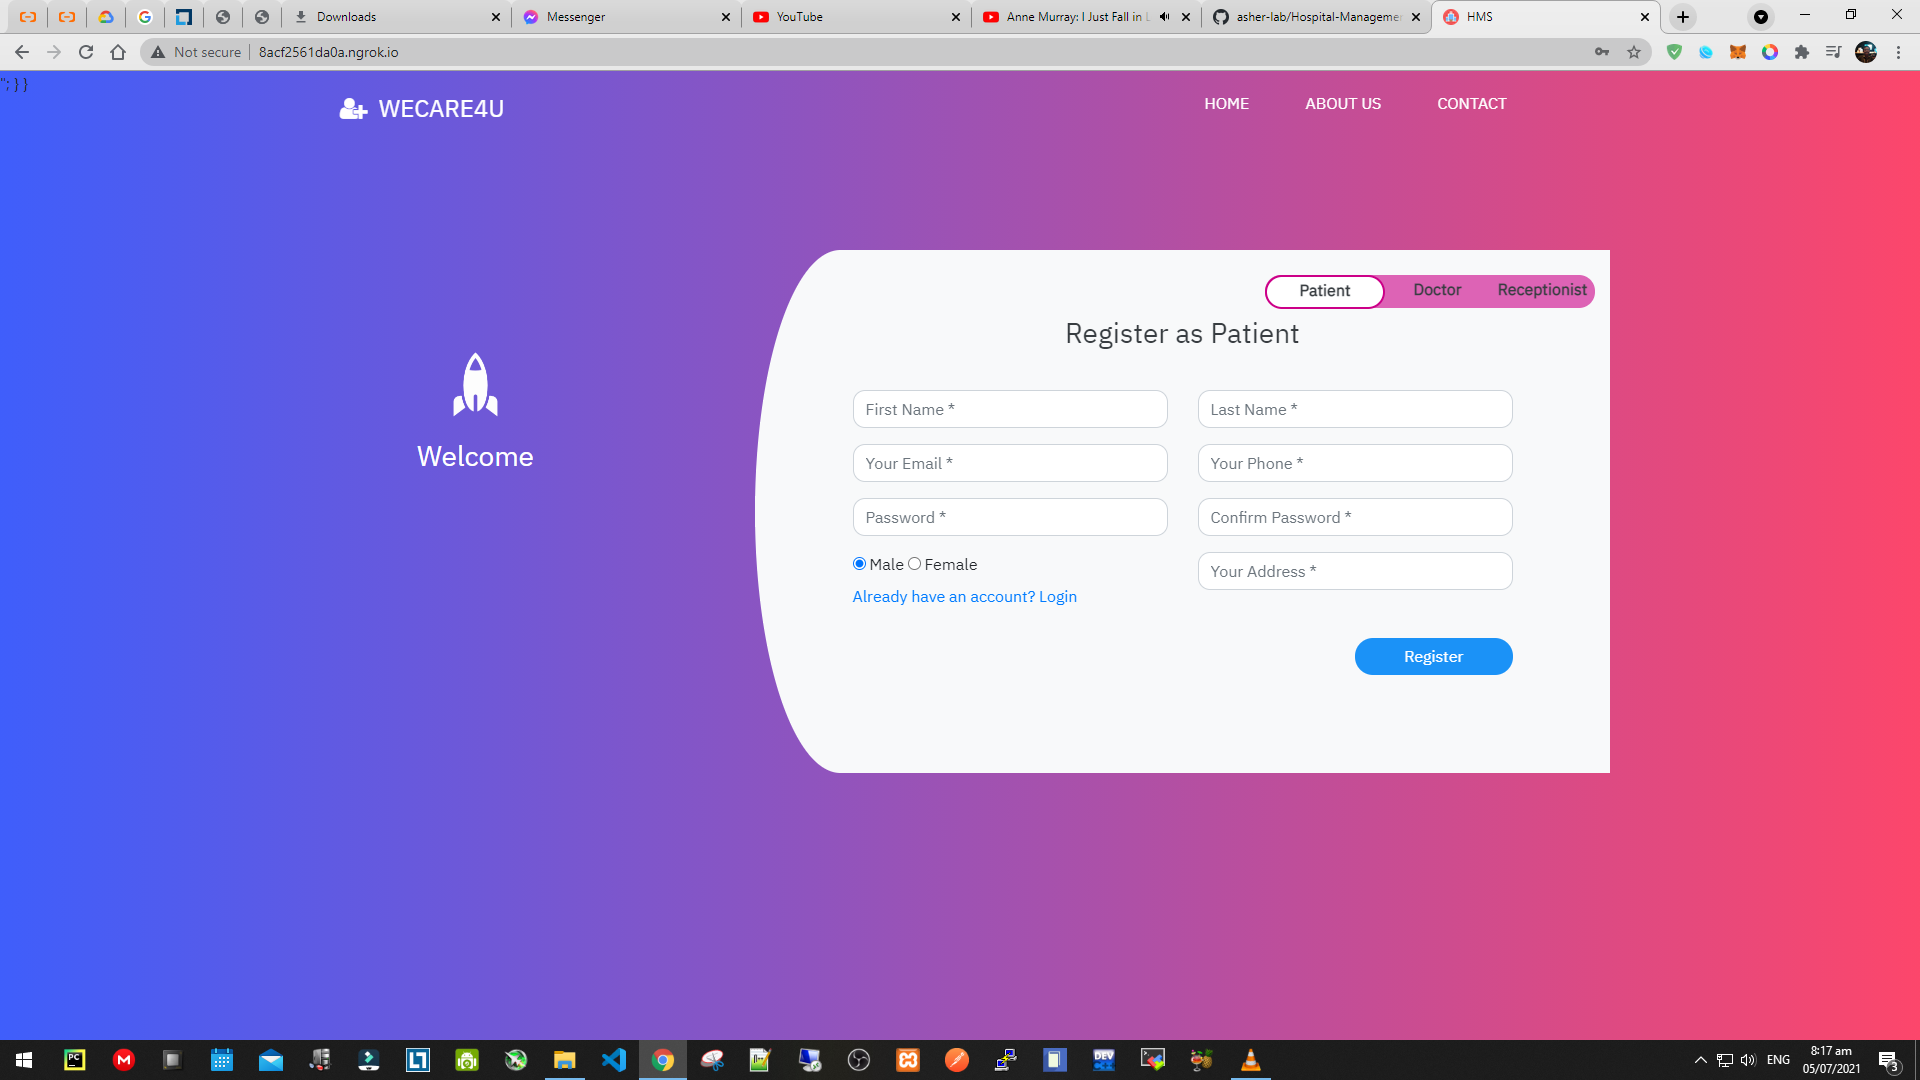 Downloads
Messenger
YouTube
Anne Murray: I Just Fall in L
asher-lab/Hospital-Managemen
HMS
Not secure
8acf2561da0a.ngrok.io
"; } }
WECARE4U
HOME
ABOUT US
CONTACT
Patient
Doctor
Receptionist
Register as Patient
Welcome
First Name *
Last Name *
Your Email *
Your Phone *
Password *
Confirm Password *
Male
Female
Your Address *
Already have an account? Login
Register
ENG
8:17 am
05/07/2021
3